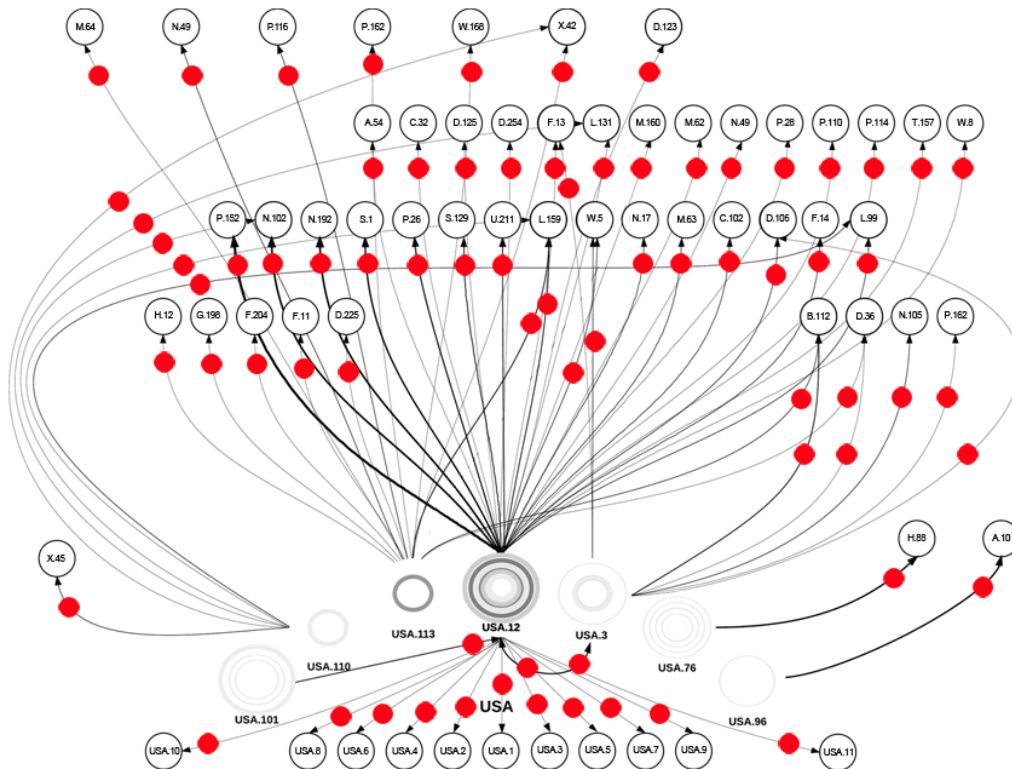 M.64 N.49 P.116 P.162 W.168 X.42 D.123
A.54 C.32 D.125 D.254 F.13 L.131 M.160 M.62 N.49 P.28 P.110 P.114 T.157 W.8
P.152 N.102 N.192 S.1 P.26 S.129 U.211 L.159 W.5 N.17 M.63 C.102 D.105 F.14 L.99
H.12 G.198 F.204 F.11 D.225 B.112 D.36 N.105 P.162
X.45 H.88 A.10
USA.113 USA.12 USA.3
USA.110 USA.76
USA.101 USA USA.96
USA.10 USA.8 USA.6 USA.4 USA.2 USA.1 USA.3 USA.5 USA.7 USA.9 USA.11